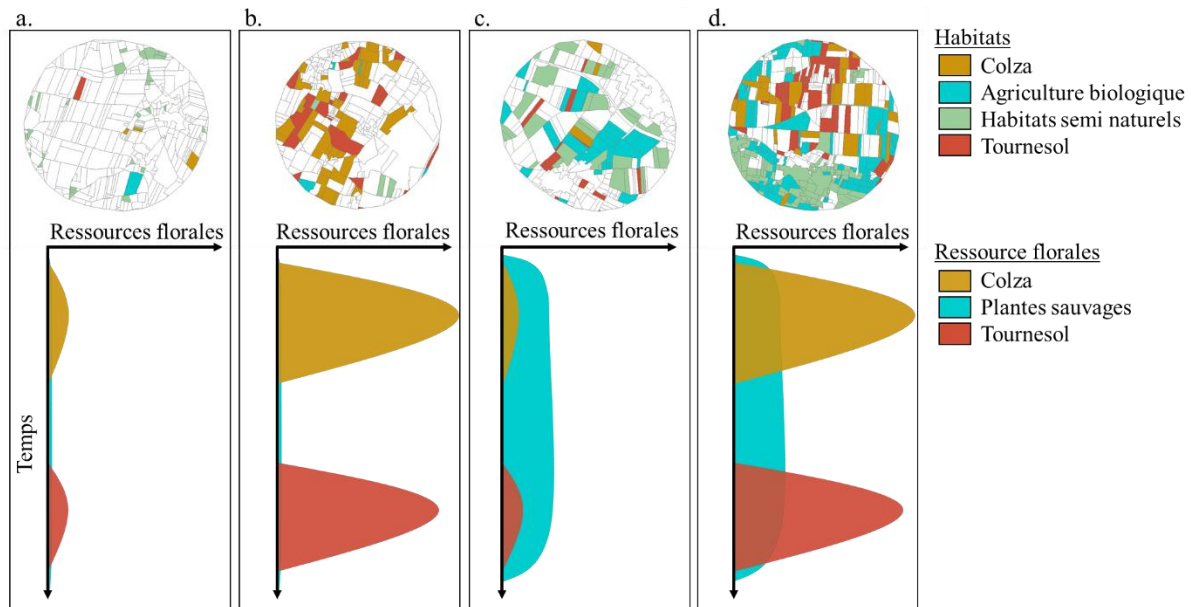 a.
b.
c.
d.
Habitats
Colza
Agriculture biologique
Habitats semi naturels
Tournesol
Ressources florales
Ressources florales
Ressources florales
Ressources florales
Temps
Ressource florales
Colza
Plantes sauvages
Tournesol